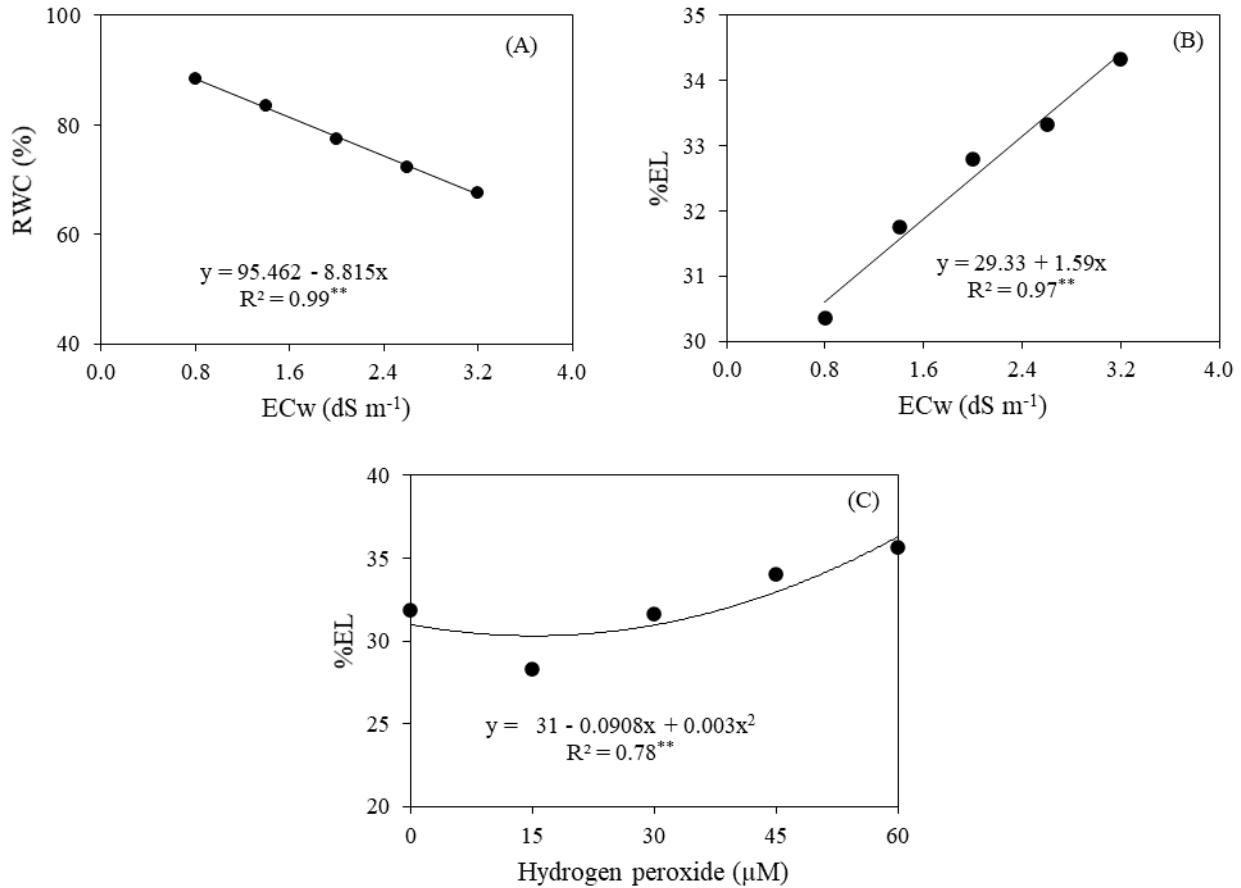 (A)
RWC (%)
100
80
60
40
y = 95.462 - 8.815x
R² = 0.99**
0.0 0.8 1.6 2.4 3.2 4.0
ECw (dS m⁻¹)
(B)
%EL
35
34
33
32
31
30
y = 29.33 + 1.59x
R² = 0.97**
0.0 0.8 1.6 2.4 3.2 4.0
ECw (dS m⁻¹)
(C)
%EL
40
35
30
25
20
y = 31 - 0.0908x + 0.003x²
R² = 0.78**
0 15 30 45 60
Hydrogen peroxide (μM)